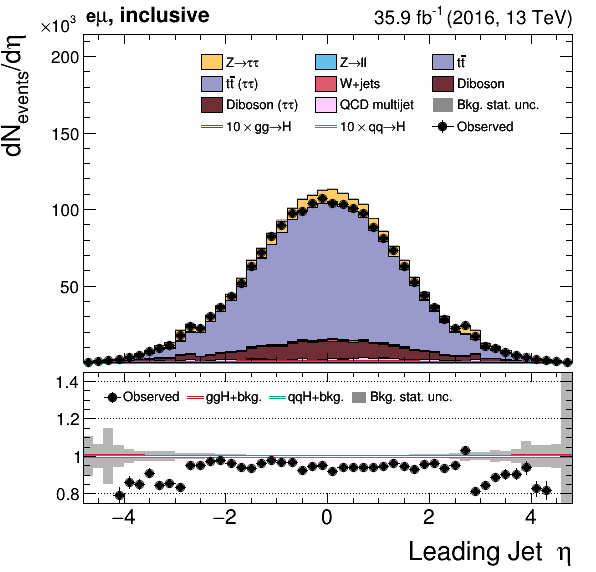 eμ, inclusive
35.9 fb⁻¹ (2016, 13 TeV)
×10³
dN_events/dη
200
150
100
50
Z→ττ
Z→ll
tt̄
tt̄ (ττ)
W+jets
Diboson
Diboson (ττ)
QCD multijet
Bkg. stat. unc.
10×gg→H
10×qq→H
Observed
1.4
1.2
1
0.8
Observed
ggH+bkg.
qqH+bkg.
Bkg. stat. unc.
−4
−2
0
2
4
Leading Jet η